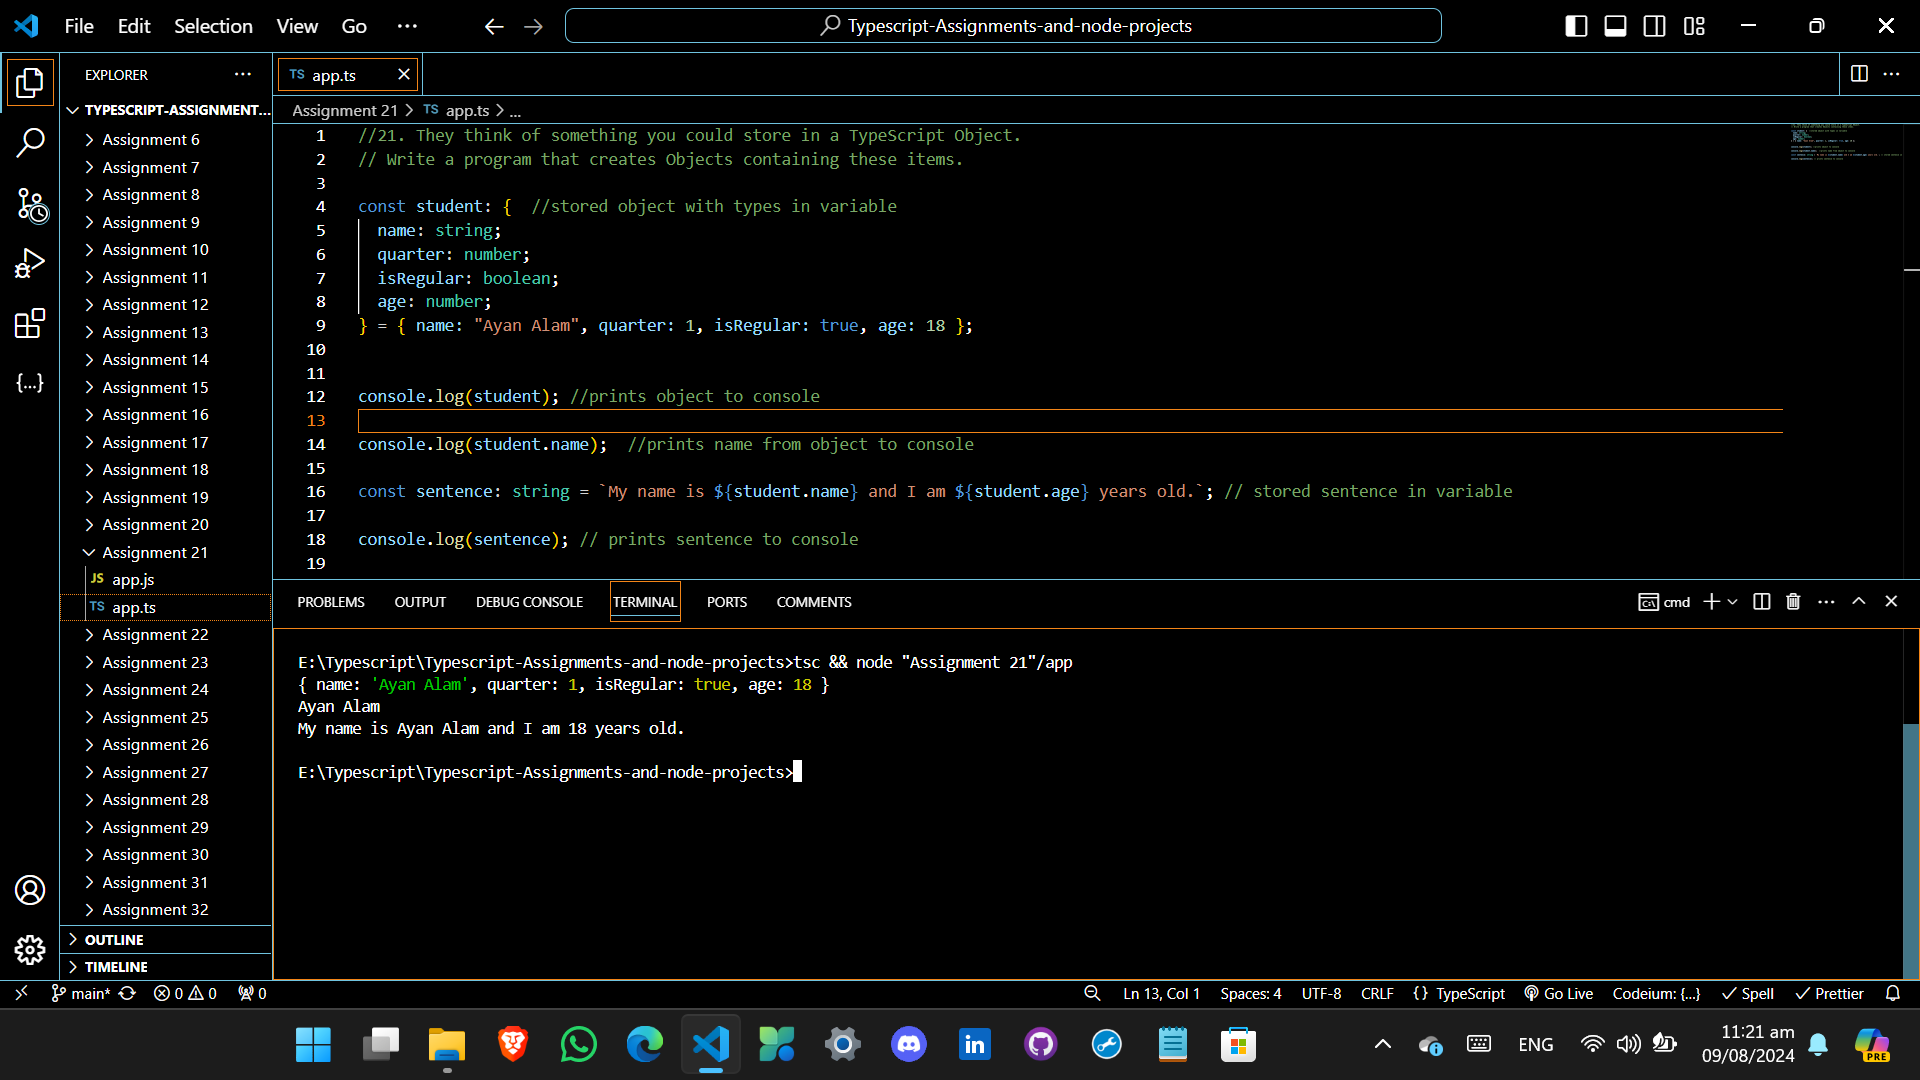 File Edit Selection View Go ...
Typescript-Assignments-and-node-projects
EXPLORER ...
TYPESCRIPT-ASSIGNMENT...
Assignment 6
Assignment 7
Assignment 8
Assignment 9
Assignment 10
Assignment 11
Assignment 12
Assignment 13
Assignment 14
Assignment 15
Assignment 16
Assignment 17
Assignment 18
Assignment 19
Assignment 20
Assignment 21
JS app.js
TS app.ts
Assignment 22
Assignment 23
Assignment 24
Assignment 25
Assignment 26
Assignment 27
Assignment 28
Assignment 29
Assignment 30
Assignment 31
Assignment 32
OUTLINE
TIMELINE
TS app.ts
Assignment 21 > TS app.ts > ...
1 //21. They think of something you could store in a TypeScript Object.
2 // Write a program that creates Objects containing these items.
3
4 const student: {  //stored object with types in variable
5 name: string;
6 quarter: number;
7 isRegular: boolean;
8 age: number;
9 } = { name: "Ayan Alam", quarter: 1, isRegular: true, age: 18 };
10
11
12 console.log(student); //prints object to console
13
14 console.log(student.name);  //prints name from object to console
15
16 const sentence: string = `My name is ${student.name} and I am ${student.age} years old.`; // stored sentence in variable
17
18 console.log(sentence); // prints sentence to console
19
PROBLEMS OUTPUT DEBUG CONSOLE TERMINAL PORTS COMMENTS
cmd
E:\Typescript\Typescript-Assignments-and-node-projects>tsc && node "Assignment 21"/app
{ name: 'Ayan Alam', quarter: 1, isRegular: true, age: 18 }
Ayan Alam
My name is Ayan Alam and I am 18 years old.
E:\Typescript\Typescript-Assignments-and-node-projects>
main* 0 0 0 Ln 13, Col 1 Spaces: 4 UTF-8 CRLF {} TypeScript Go Live Codeium: {...} Spell Prettier
ENG
11:21 am
09/08/2024
PRE